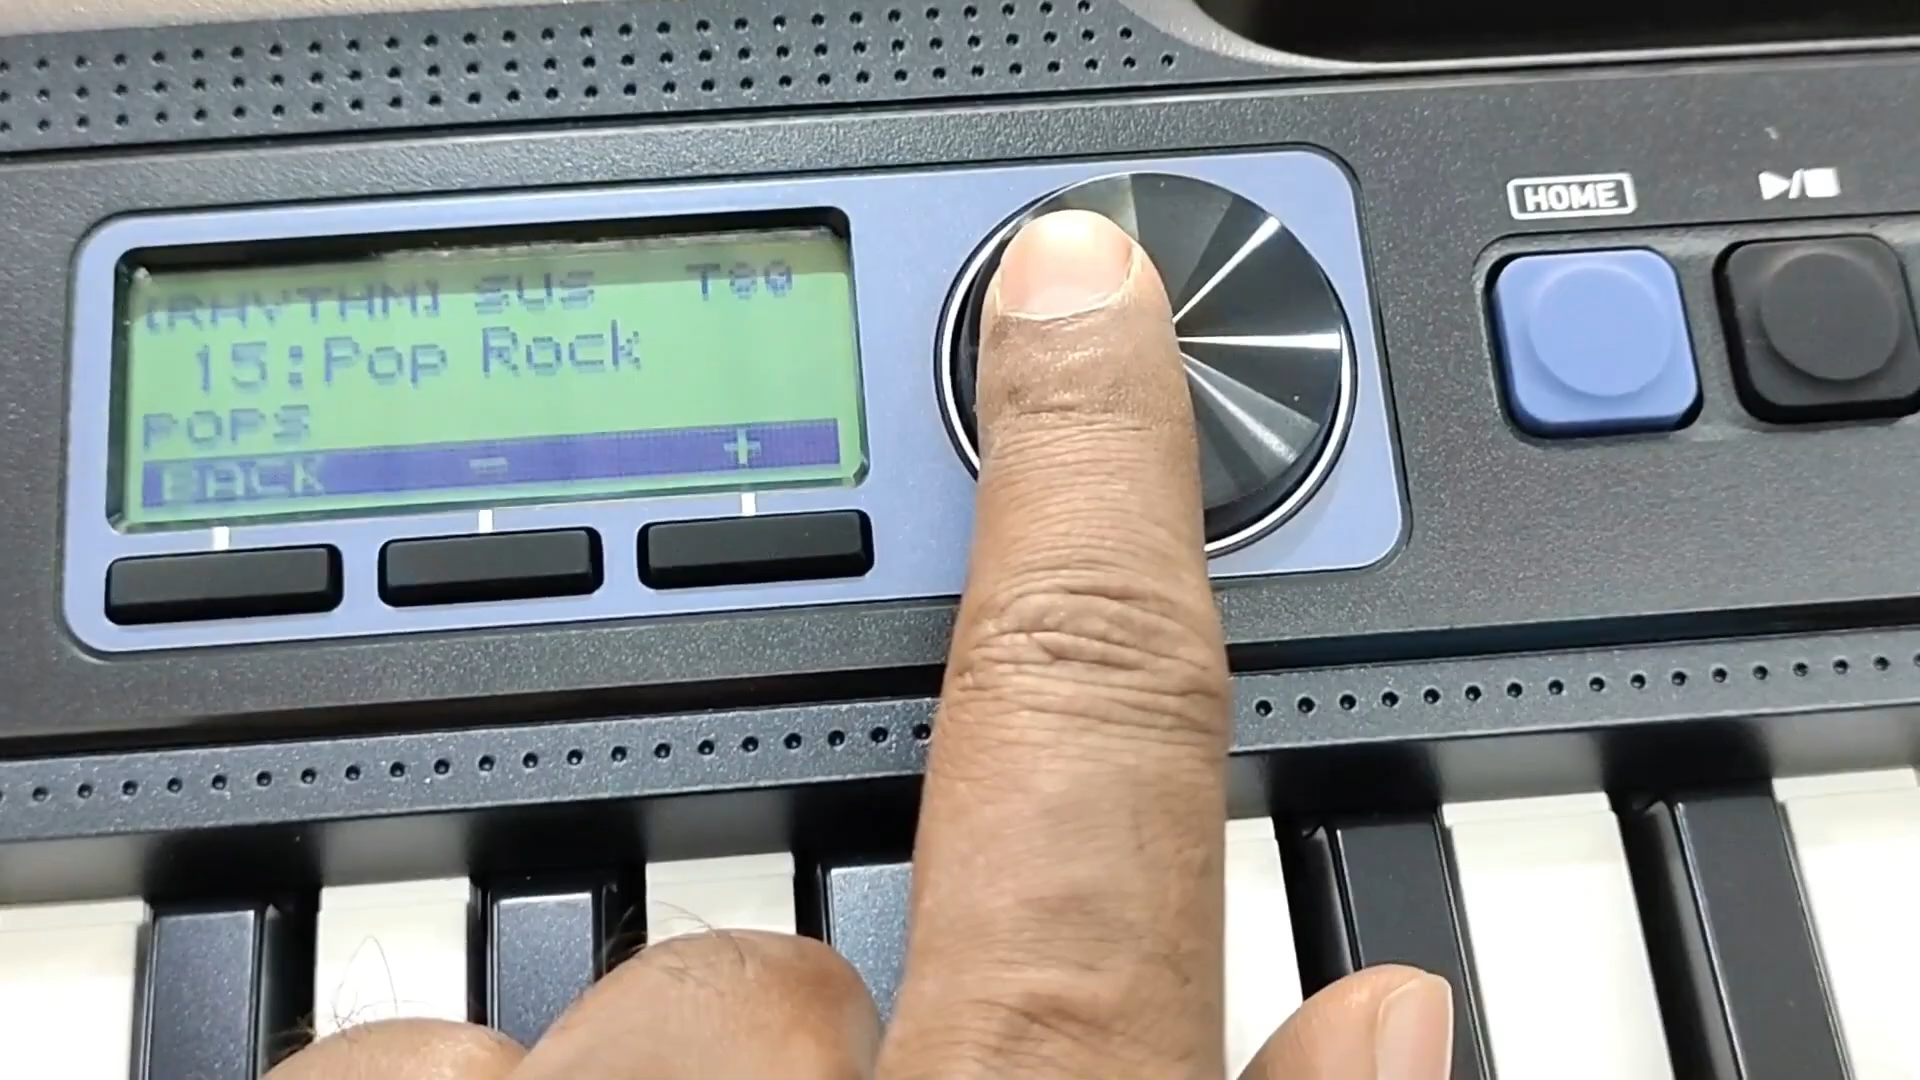 [RHYTHM] SUS T00
15:Pop Rock
POPS
BACK - +
HOME